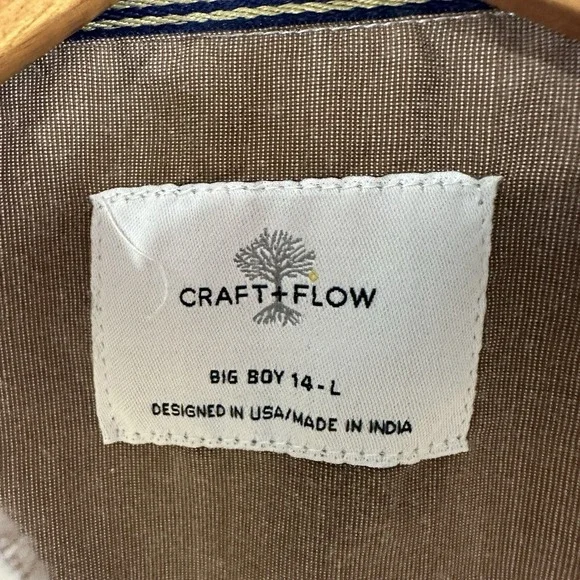 CRAFT+FLOW
BIG BOY 14-L
DESIGNED IN USA/MADE IN INDIA